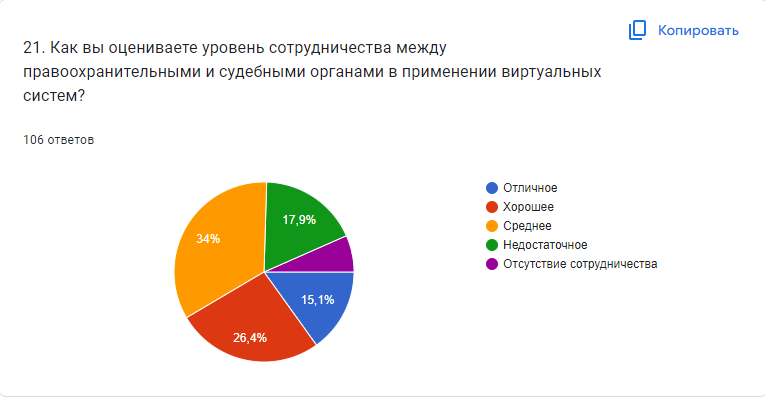 Копировать
21. Как вы оцениваете уровень сотрудничества между
правоохранительными и судебными органами в применении виртуальных
систем?
106 ответов
Отличное
Хорошее
Среднее
Недостаточное
Отсутствие сотрудничества
17,9%
34%
15,1%
26,4%